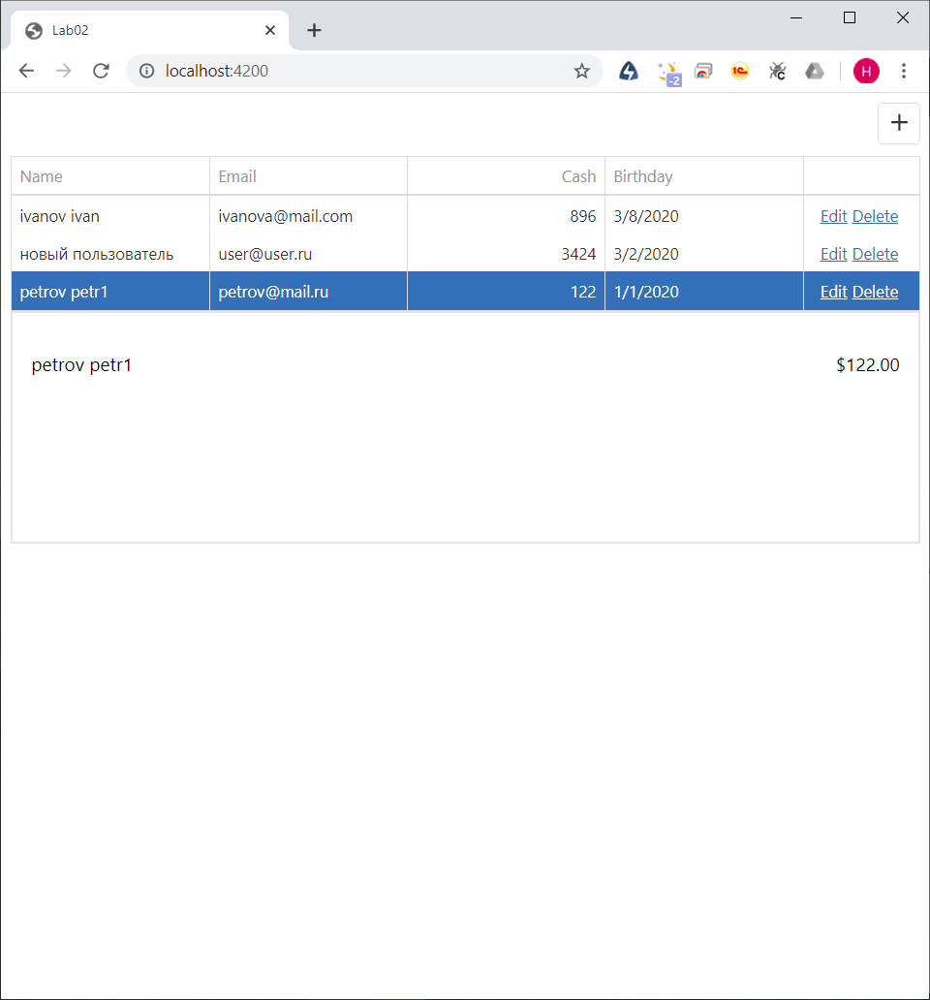 Lab02
localhost:4200
-2
1C
H
+
Name Email Cash Birthday
ivanov ivan ivanova@mail.com 896 3/8/2020 Edit Delete
новый пользователь user@user.ru 3424 3/2/2020 Edit Delete
petrov petr1 petrov@mail.ru 122 1/1/2020 Edit Delete
petrov petr1 $122.00